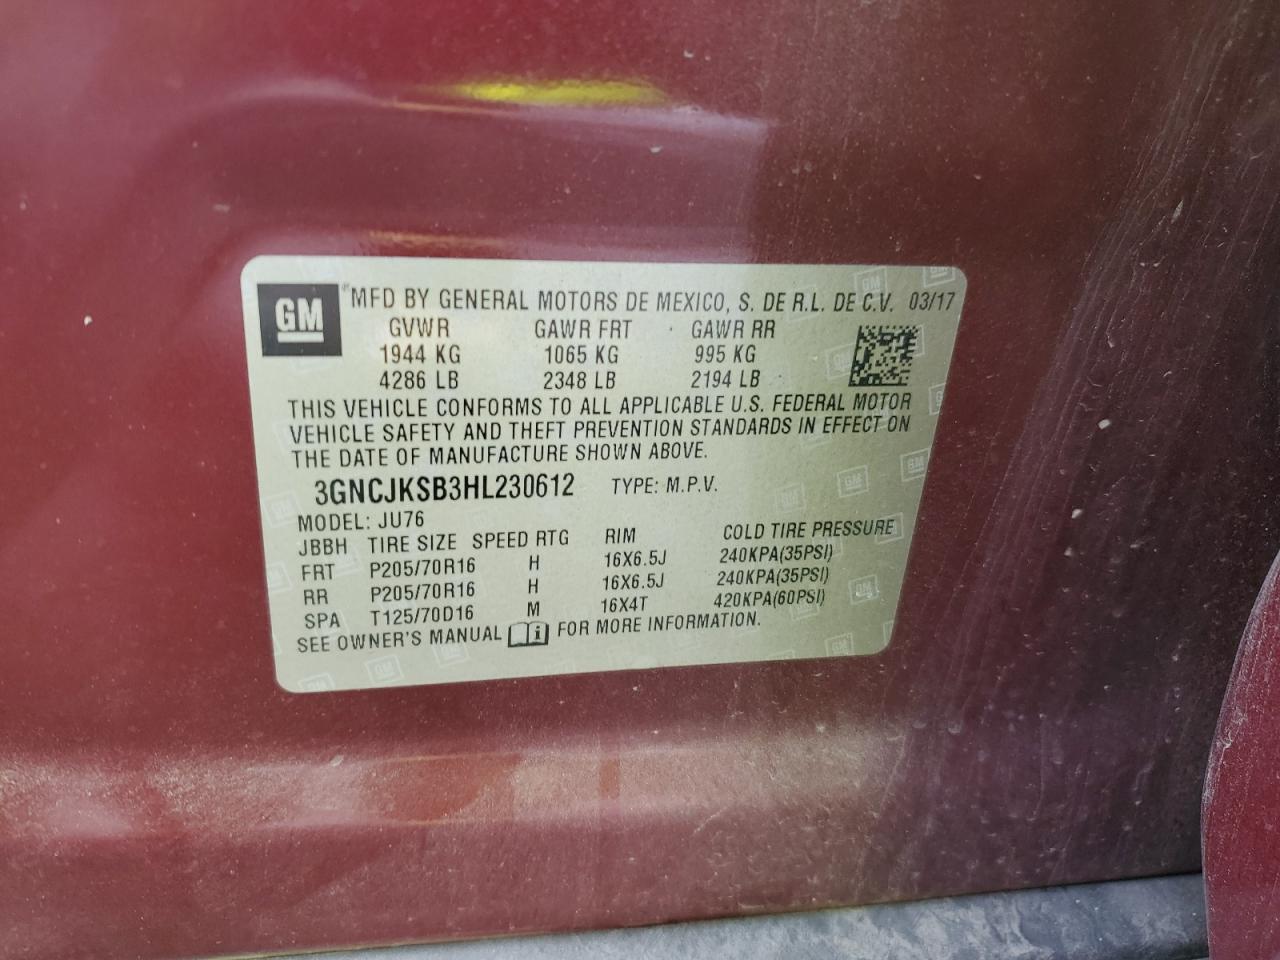 GM ® MFD BY GENERAL MOTORS DE MEXICO, S. DE R.L. DE C.V. 03/17
GVWR GAWR FRT GAWR RR
1944 KG 1065 KG 995 KG
4286 LB 2348 LB 2194 LB
THIS VEHICLE CONFORMS TO ALL APPLICABLE U.S. FEDERAL MOTOR
VEHICLE SAFETY AND THEFT PREVENTION STANDARDS IN EFFECT ON
THE DATE OF MANUFACTURE SHOWN ABOVE.
3GNCJKSB3HL230612 TYPE: M.P.V.
MODEL: JU76
JBBH TIRE SIZE SPEED RTG RIM COLD TIRE PRESSURE
FRT P205/70R16 H 16X6.5J 240KPA(35PSI)
RR P205/70R16 H 16X6.5J 240KPA(35PSI)
SPA T125/70D16 M 16X4T 420KPA(60PSI)
SEE OWNER'S MANUAL i FOR MORE INFORMATION.